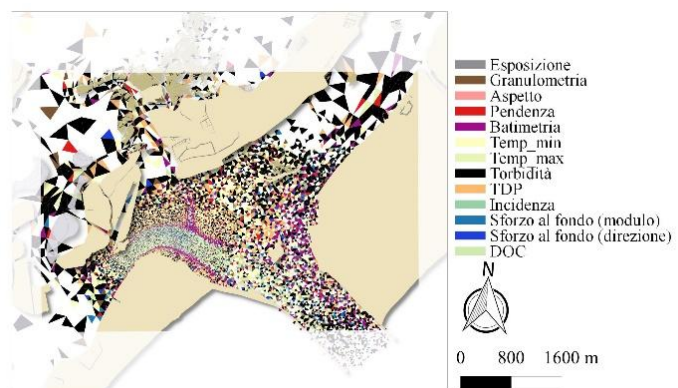 Esposizione
Granulometria
Aspetto
Pendenza
Batimetria
Temp_min
Temp_max
Torbidità
TDP
Incidenza
Sforzo al fondo (modulo)
Sforzo al fondo (direzione)
DOC
N
0 800 1600 m